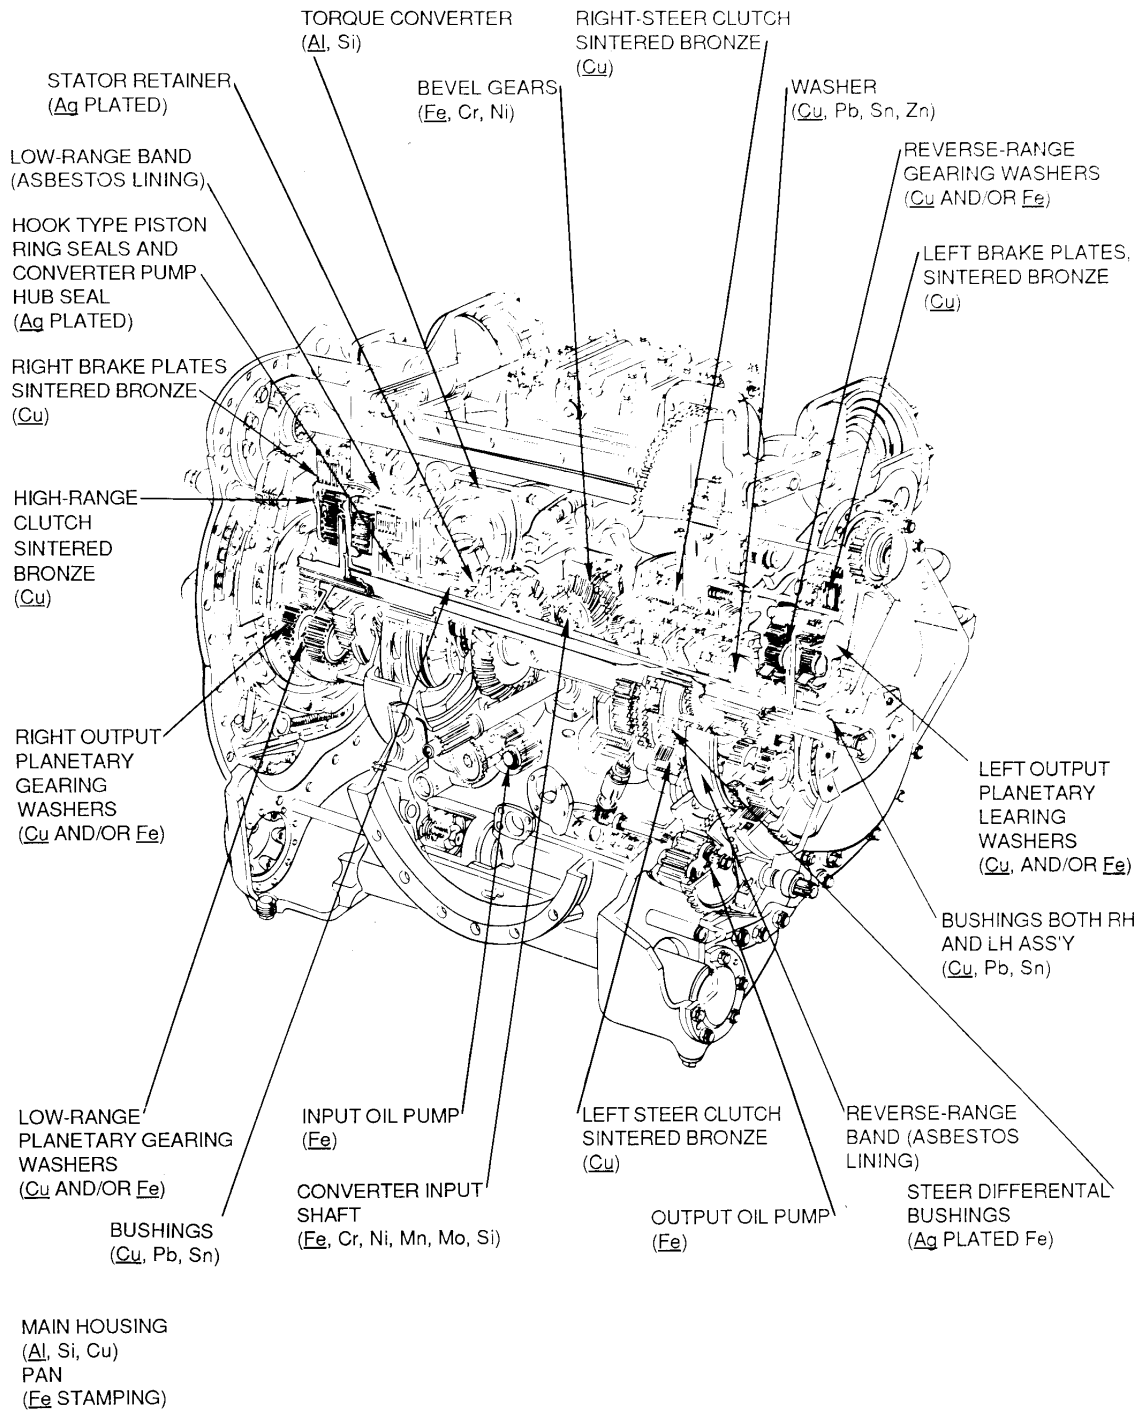 TORQUE CONVERTER
(Al, Si)
RIGHT-STEER CLUTCH
SINTERED BRONZE
(Cu)
STATOR RETAINER
(Ag PLATED)
BEVEL GEARS
(Fe, Cr, Ni)
WASHER
(Cu, Pb, Sn, Zn)
LOW-RANGE BAND
(ASBESTOS LINING)
REVERSE-RANGE
GEARING WASHERS
(Cu AND/OR Fe)
HOOK TYPE PISTON
RING SEALS AND
CONVERTER PUMP
HUB SEAL
(Ag PLATED)
LEFT BRAKE PLATES,
SINTERED BRONZE
(Cu)
RIGHT BRAKE PLATES
SINTERED BRONZE
(Cu)
HIGH-RANGE
CLUTCH
SINTERED
BRONZE
(Cu)
RIGHT OUTPUT
PLANETARY
GEARING
WASHERS
(Cu AND/OR Fe)
LEFT OUTPUT
PLANETARY
LEARING
WASHERS
(Cu, AND/OR Fe)
BUSHINGS BOTH RH
AND LH ASS'Y
(Cu, Pb, Sn)
LOW-RANGE
PLANETARY GEARING
WASHERS
(Cu AND/OR Fe)
INPUT OIL PUMP
(Fe)
LEFT STEER CLUTCH
SINTERED BRONZE
(Cu)
REVERSE-RANGE
BAND (ASBESTOS
LINING)
BUSHINGS
(Cu, Pb, Sn)
CONVERTER INPUT
SHAFT
(Fe, Cr, Ni, Mn, Mo, Si)
OUTPUT OIL PUMP
(Fe)
STEER DIFFERENTAL
BUSHINGS
(Ag PLATED Fe)
MAIN HOUSING
(Al, Si, Cu)
PAN
(Fe STAMPING)